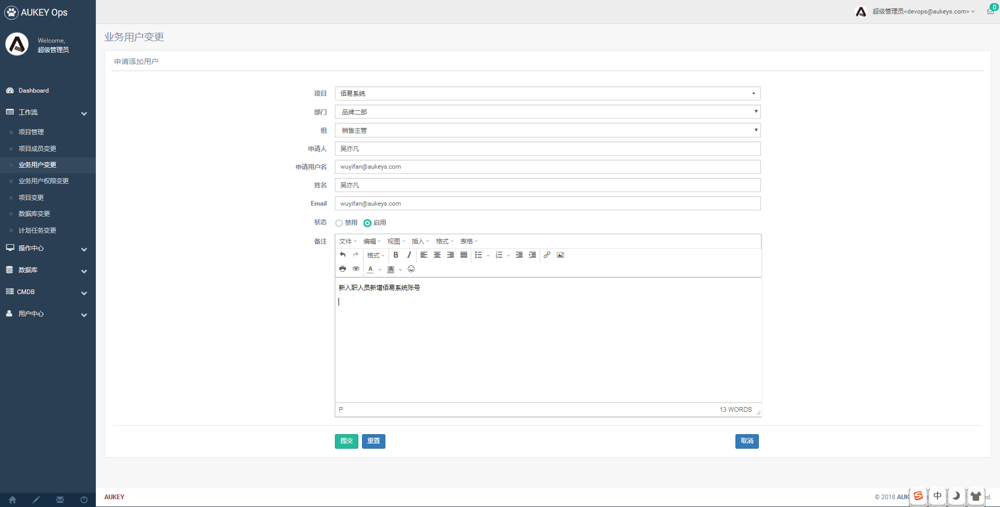 AUKEY Ops
超级管理员<devops@aukeys.com>
0
Welcome,
超级管理员
业务用户变更
申请添加用户
Dashboard
工作流
项目管理
项目成员变更
业务用户变更
业务用户权限变更
项目变更
数据库变更
计划任务变更
操作中心
数据库
CMDB
用户中心
项目 佰易系统
部门 品牌二部
组 销售主管
申请人 吴亦凡
申请用户名 wuyifan@aukeys.com
姓名 吴亦凡
Email wuyifan@aukeys.com
状态 禁用 启用
备注 文件 编辑 视图 插入 格式 表格
格式 B I
A A
新入职人员新增佰易系统账号
P 13 WORDS
提交 重置 取消
AUKEY © 2018 AUK
中
ed.